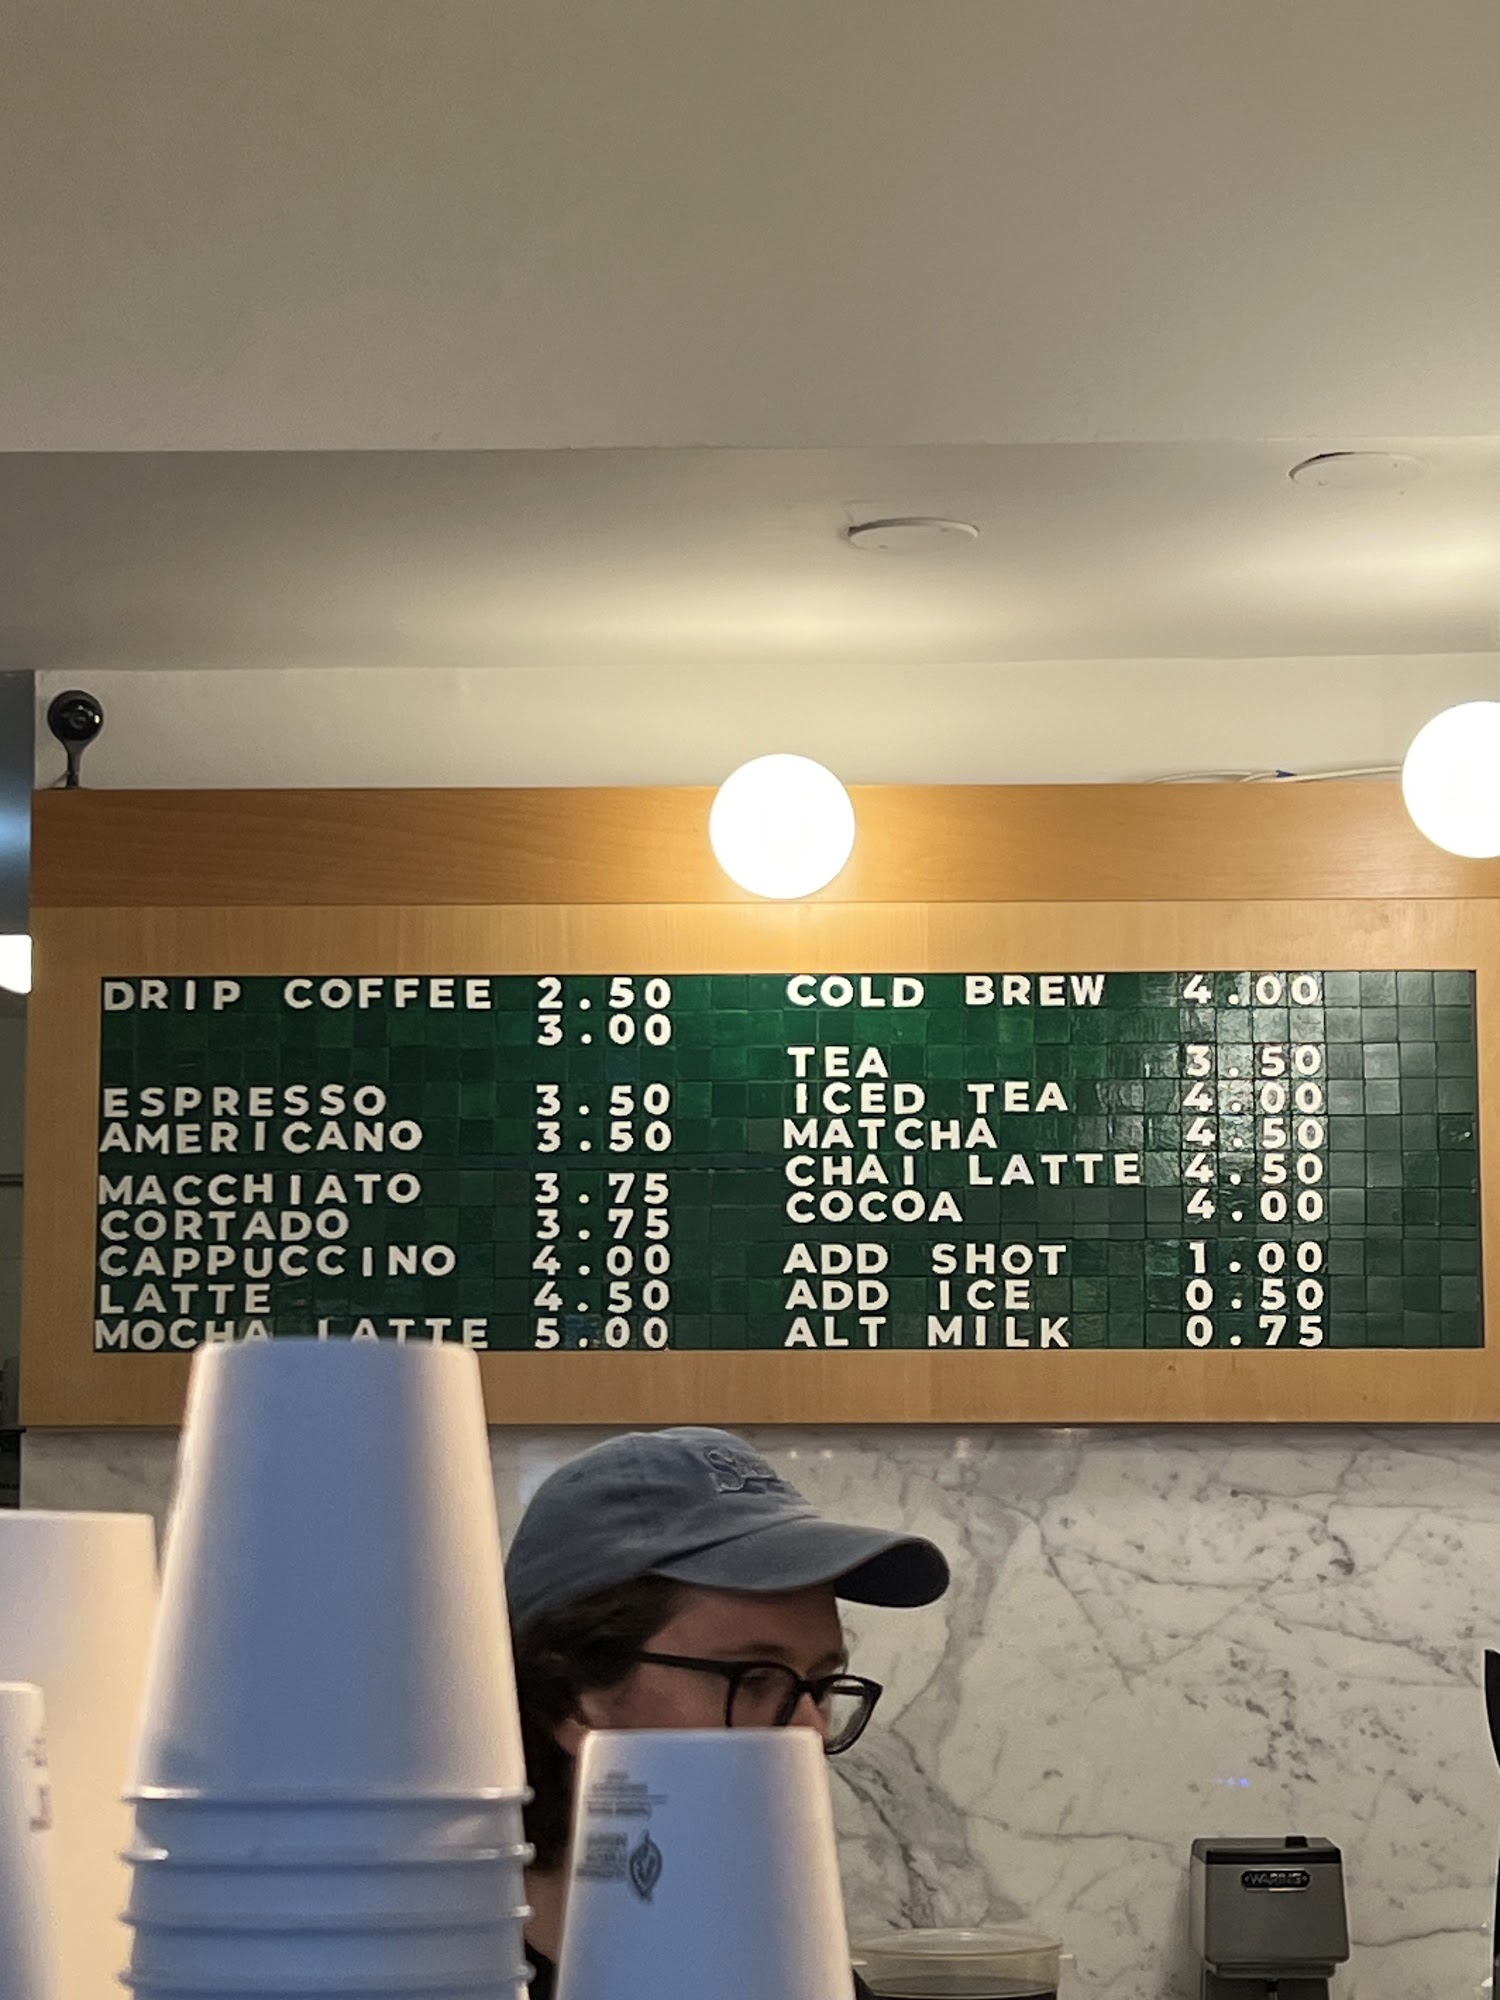 DRIP COFFEE 2.50
3.00
ESPRESSO 3.50
AMERICANO 3.50
MACCHIATO 3.75
CORTADO 3.75
CAPPUCCINO 4.00
LATTE 4.50
MOCHA LATTE 5.00
COLD BREW 4.00
TEA 3.50
ICED TEA 4.00
MATCHA 4.50
CHAI LATTE 4.50
COCOA 4.00
ADD SHOT 1.00
ADD ICE 0.50
ALT MILK 0.75
WARING